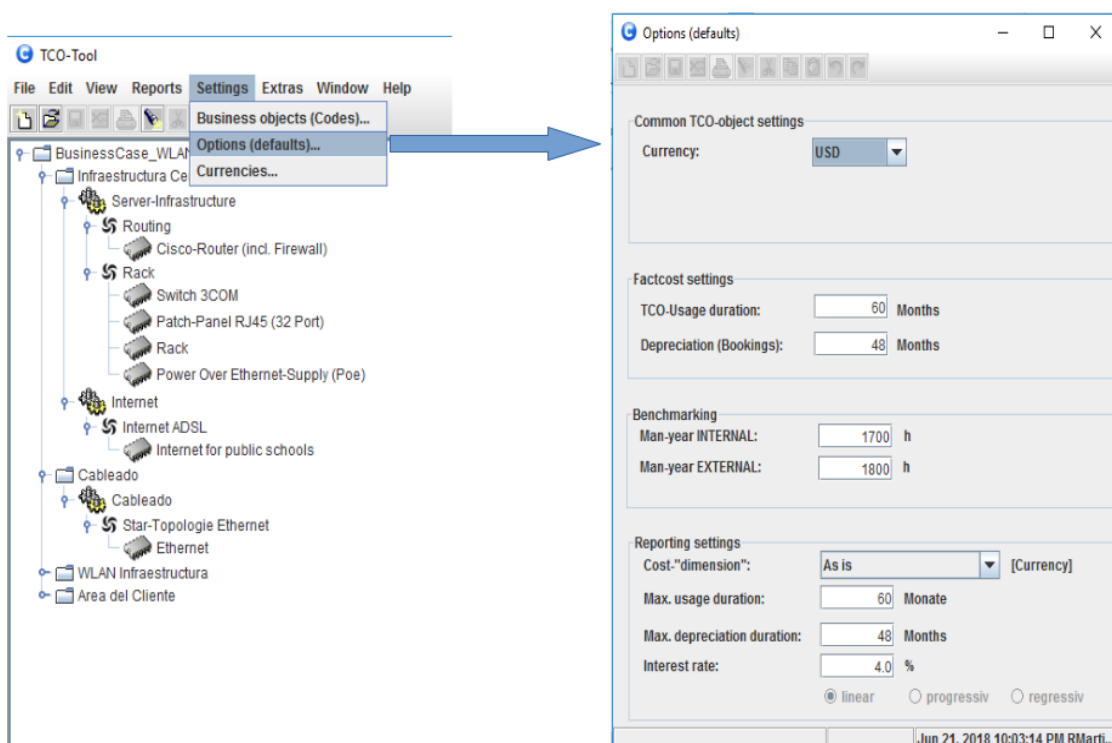 TCO-Tool
File Edit View Reports Settings Extras Window Help
Business objects (Codes)...
Options (defaults)...
Currencies...
BusinessCase_WLAN
Infraestructura Ce
Server-Infrastructure
Routing
Cisco-Router (incl. Firewall)
Rack
Switch 3COM
Patch-Panel RJ45 (32 Port)
Rack
Power Over Ethernet-Supply (Poe)
Internet
Internet ADSL
Internet for public schools
Cableado
Cableado
Star-Topologie Ethernet
Ethernet
WLAN Infraestructura
Area del Cliente
Options (defaults)
Common TCO-object settings
Currency: USD
Factcost settings
TCO-Usage duration: 60 Months
Depreciation (Bookings): 48 Months
Benchmarking
Man-year INTERNAL: 1700 h
Man-year EXTERNAL: 1800 h
Reporting settings
Cost-"dimension": As is [Currency]
Max. usage duration: 60 Monate
Max. depreciation duration: 48 Months
Interest rate: 4.0 %
linear progressiv regressiv
Jun 21, 2018 10:03:14 PM RMarti...